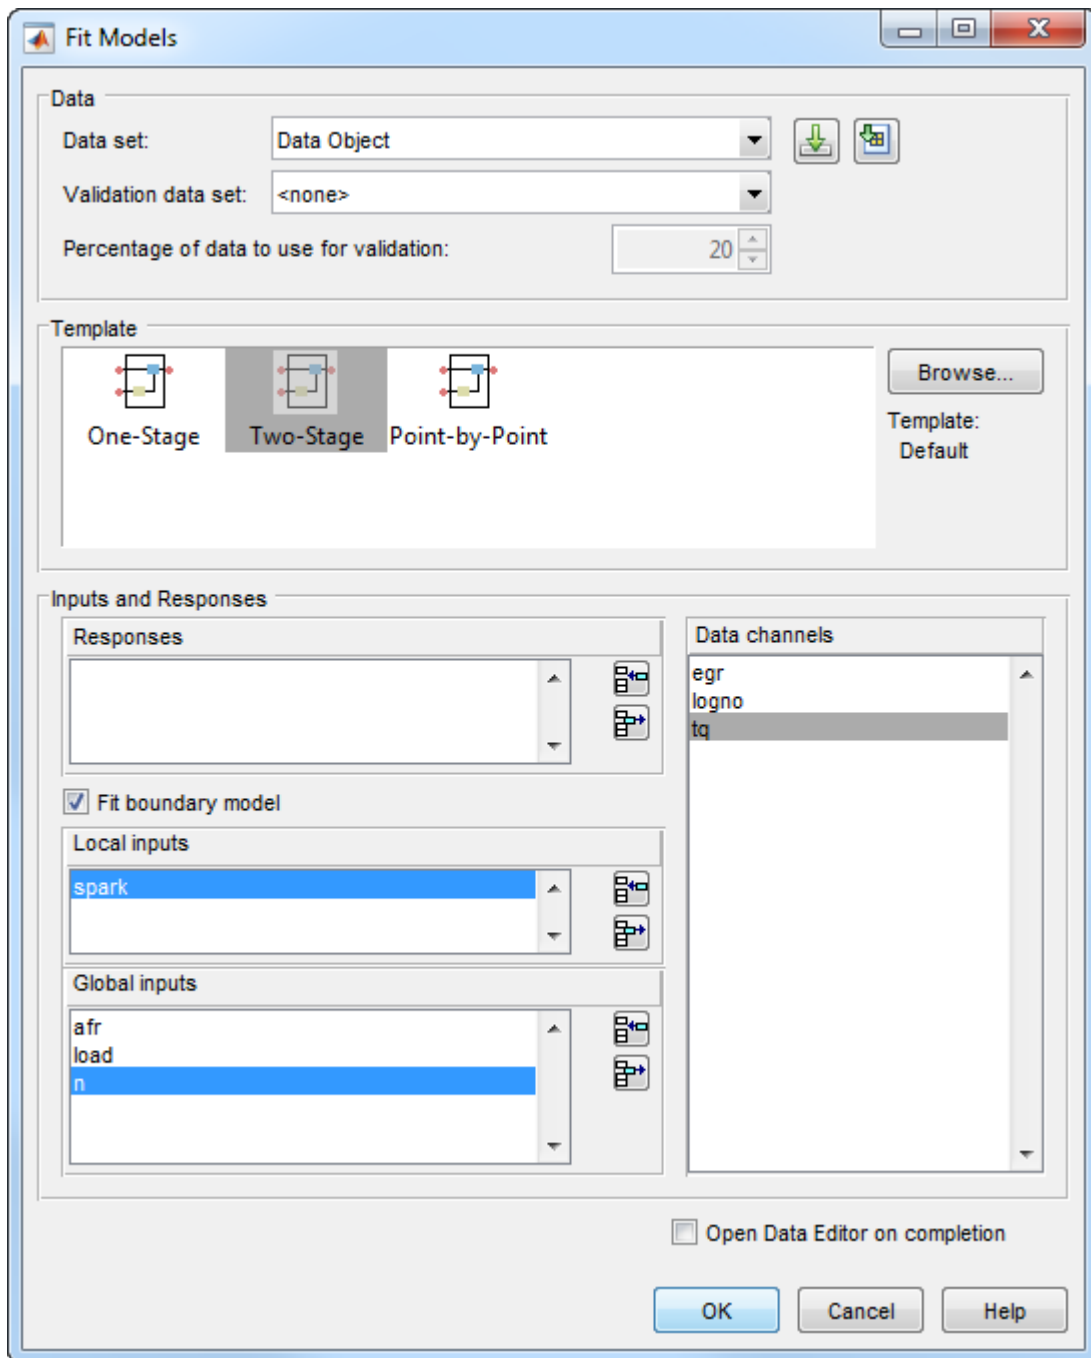 Fit Models
Data
Data set: Data Object
Validation data set: <none>
Percentage of data to use for validation: 20
Template
One-Stage Two-Stage Point-by-Point
Browse...
Template:
Default
Inputs and Responses
Responses
Fit boundary model
Local inputs
spark
Global inputs
afr
load
n
Data channels
egr
logno
tq
Open Data Editor on completion
OK Cancel Help